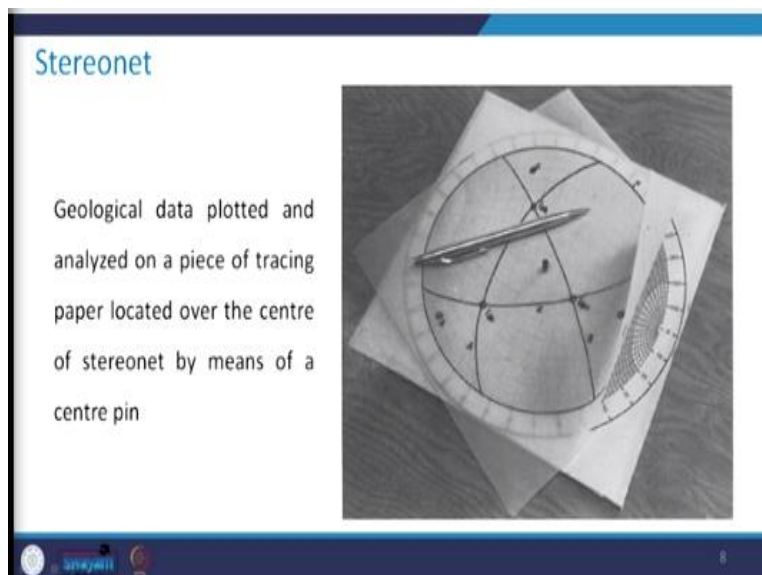 Stereonet
Geological data plotted and
analyzed on a piece of tracing
paper located over the centre
of stereonet by means of a
centre pin
swayam
8